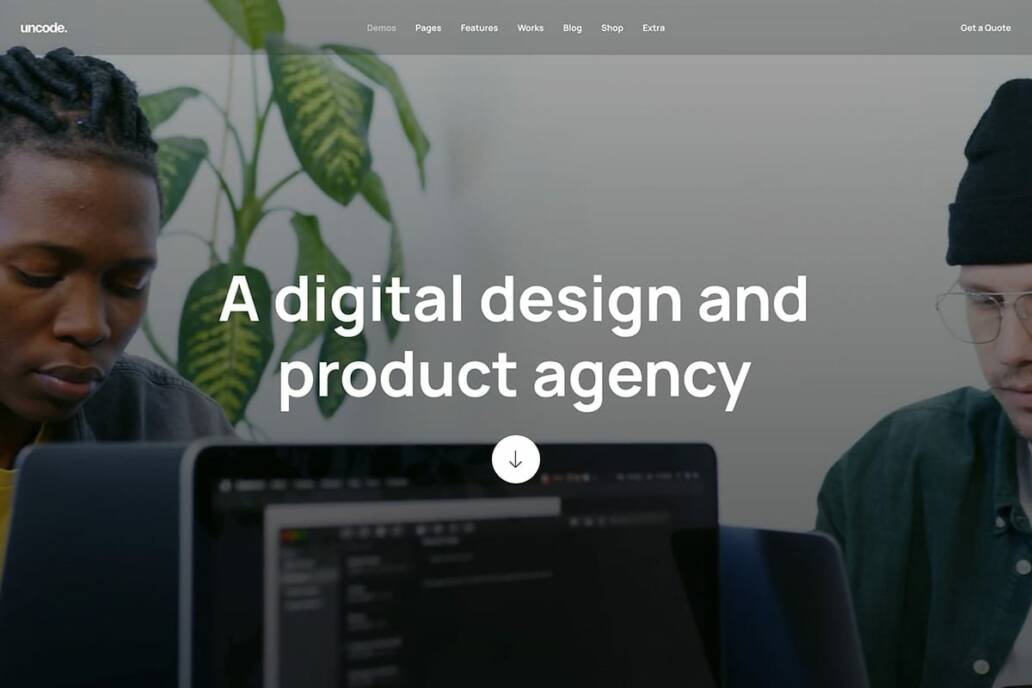 uncode.
Demos Pages Features Works Blog Shop Extra
Get a Quote
A digital design and
product agency